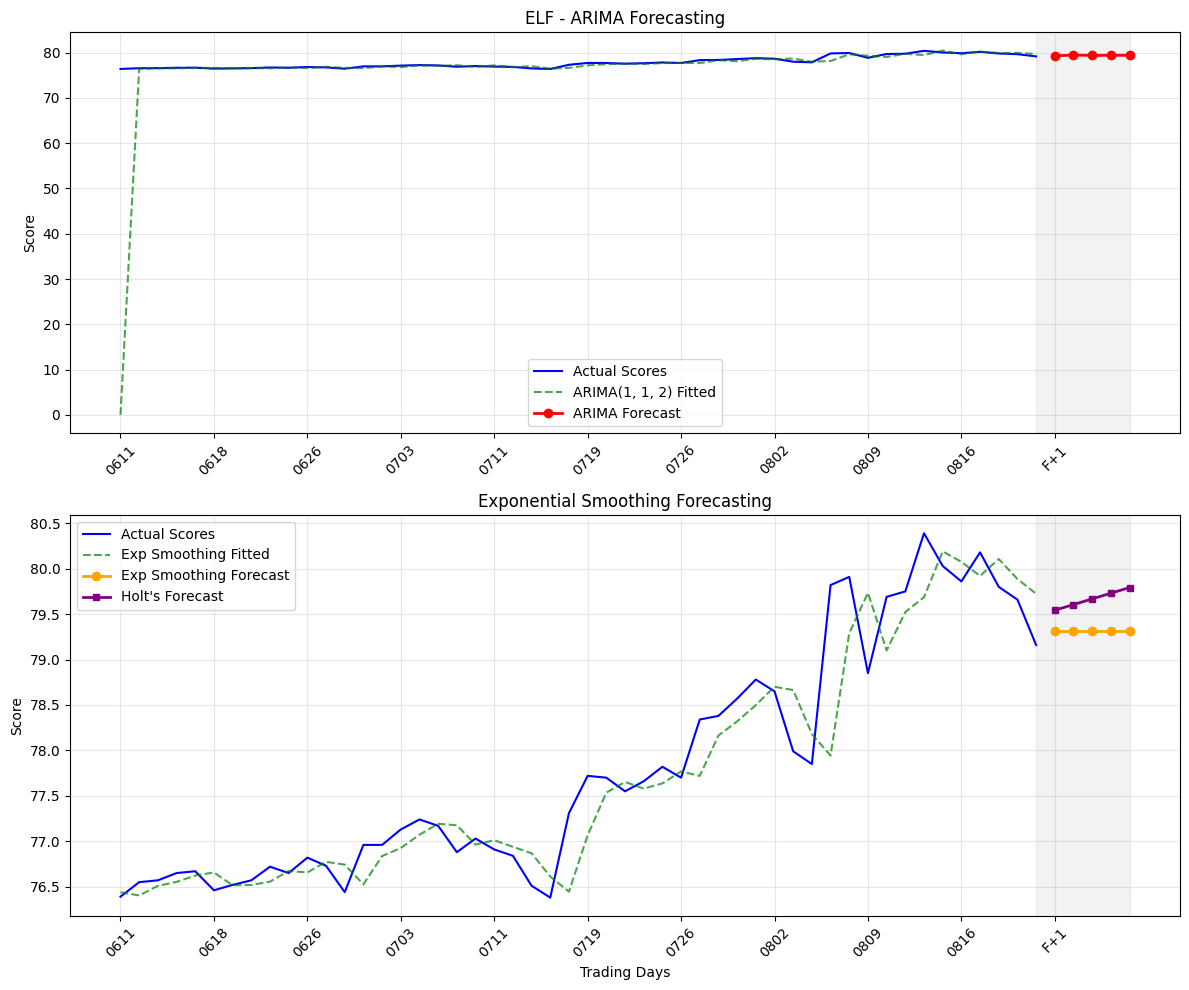 ELF - ARIMA Forecasting
Score
80
70
60
50
40
30
20
10
0
Actual Scores
ARIMA(1, 1, 2) Fitted
ARIMA Forecast
0611
0618
0626
0703
0711
0719
0726
0802
0809
0816
F+1
Exponential Smoothing Forecasting
Score
80.5
80.0
79.5
79.0
78.5
78.0
77.5
77.0
76.5
Actual Scores
Exp Smoothing Fitted
Exp Smoothing Forecast
Holt's Forecast
0611
0618
0626
0703
0711
0719
0726
0802
0809
0816
F+1
Trading Days